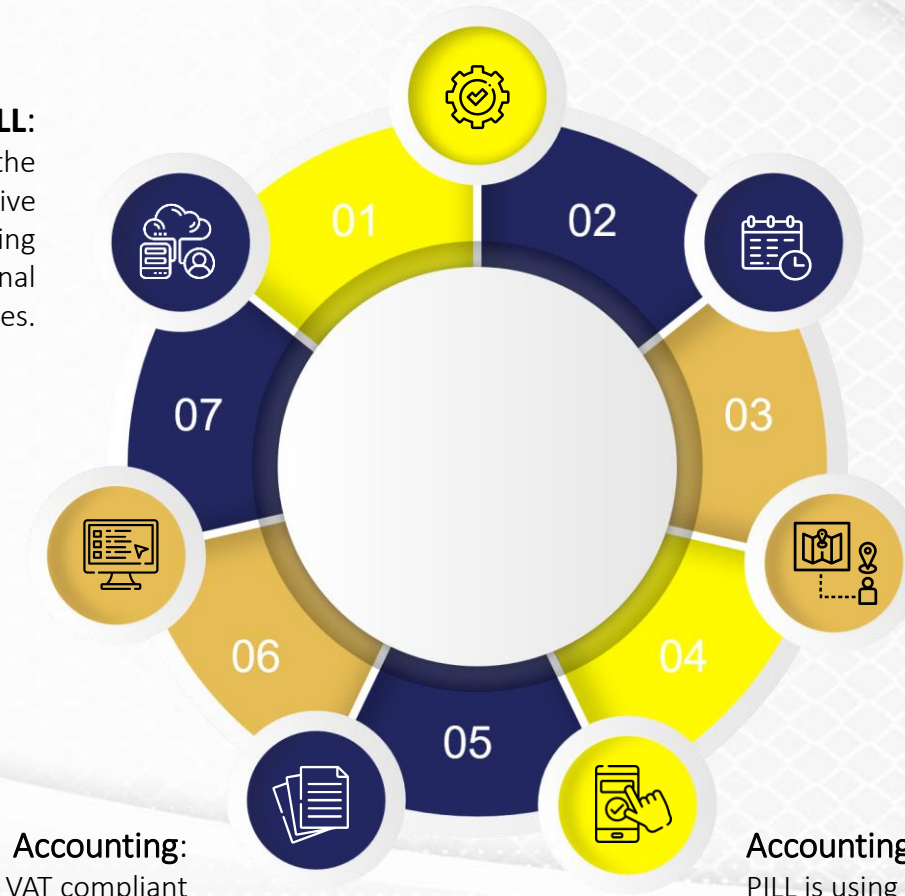 LL:
the
ive
ing
nal
es.
01
02
03
04
05
06
07
Accounting:
VAT compliant
Accounting
PILL is using